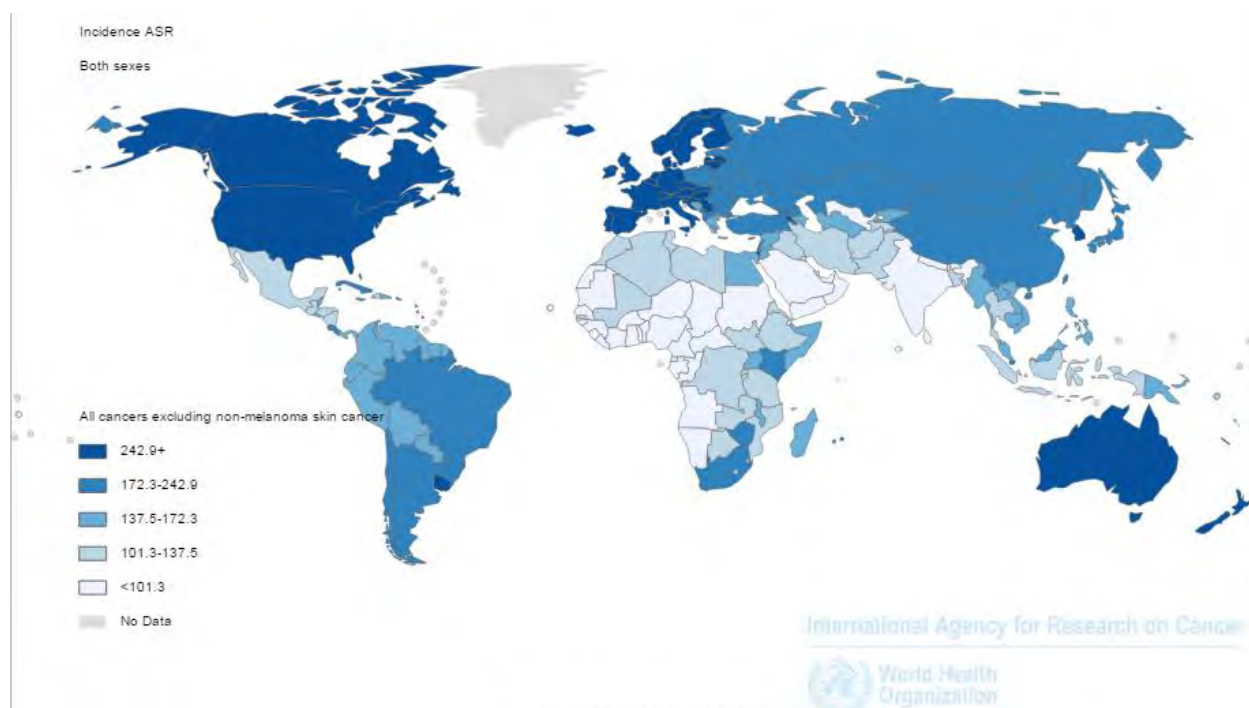 Incidence ASR
Both sexes
All cancers excluding non-melanoma skin cancer
242.9+
172.3-242.9
137.5-172.3
101.3-137.5
<101.3
No Data
International Agency for Research on Cancer
World Health
Organization